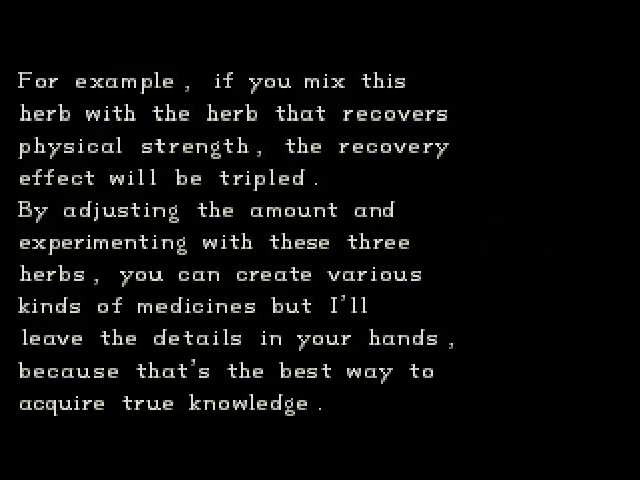 For example, if you mix this
herb with the herb that recovers
physical strength, the recovery
effect will be tripled.
By adjusting the amount and
experimenting with these three
herbs, you can create various
kinds of medicines but I'll
leave the details in your hands,
because that's the best way to
acquire true knowledge.